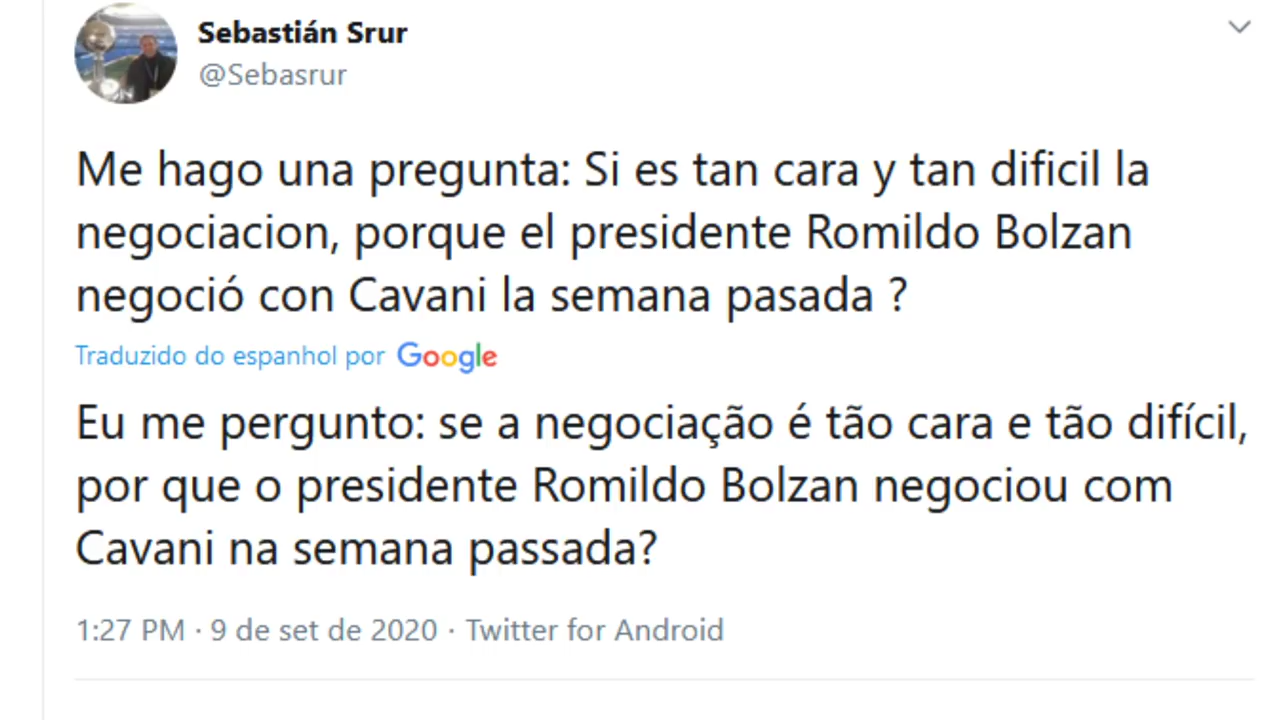 Sebastián Srur
@Sebasrur
Me hago una pregunta: Si es tan cara y tan dificil la
negociacion, porque el presidente Romildo Bolzan
negoció con Cavani la semana pasada ?
Traduzido do espanhol por Google
Eu me pergunto: se a negociação é tão cara e tão difícil,
por que o presidente Romildo Bolzan negociou com
Cavani na semana passada?
1:27 PM · 9 de set de 2020 · Twitter for Android